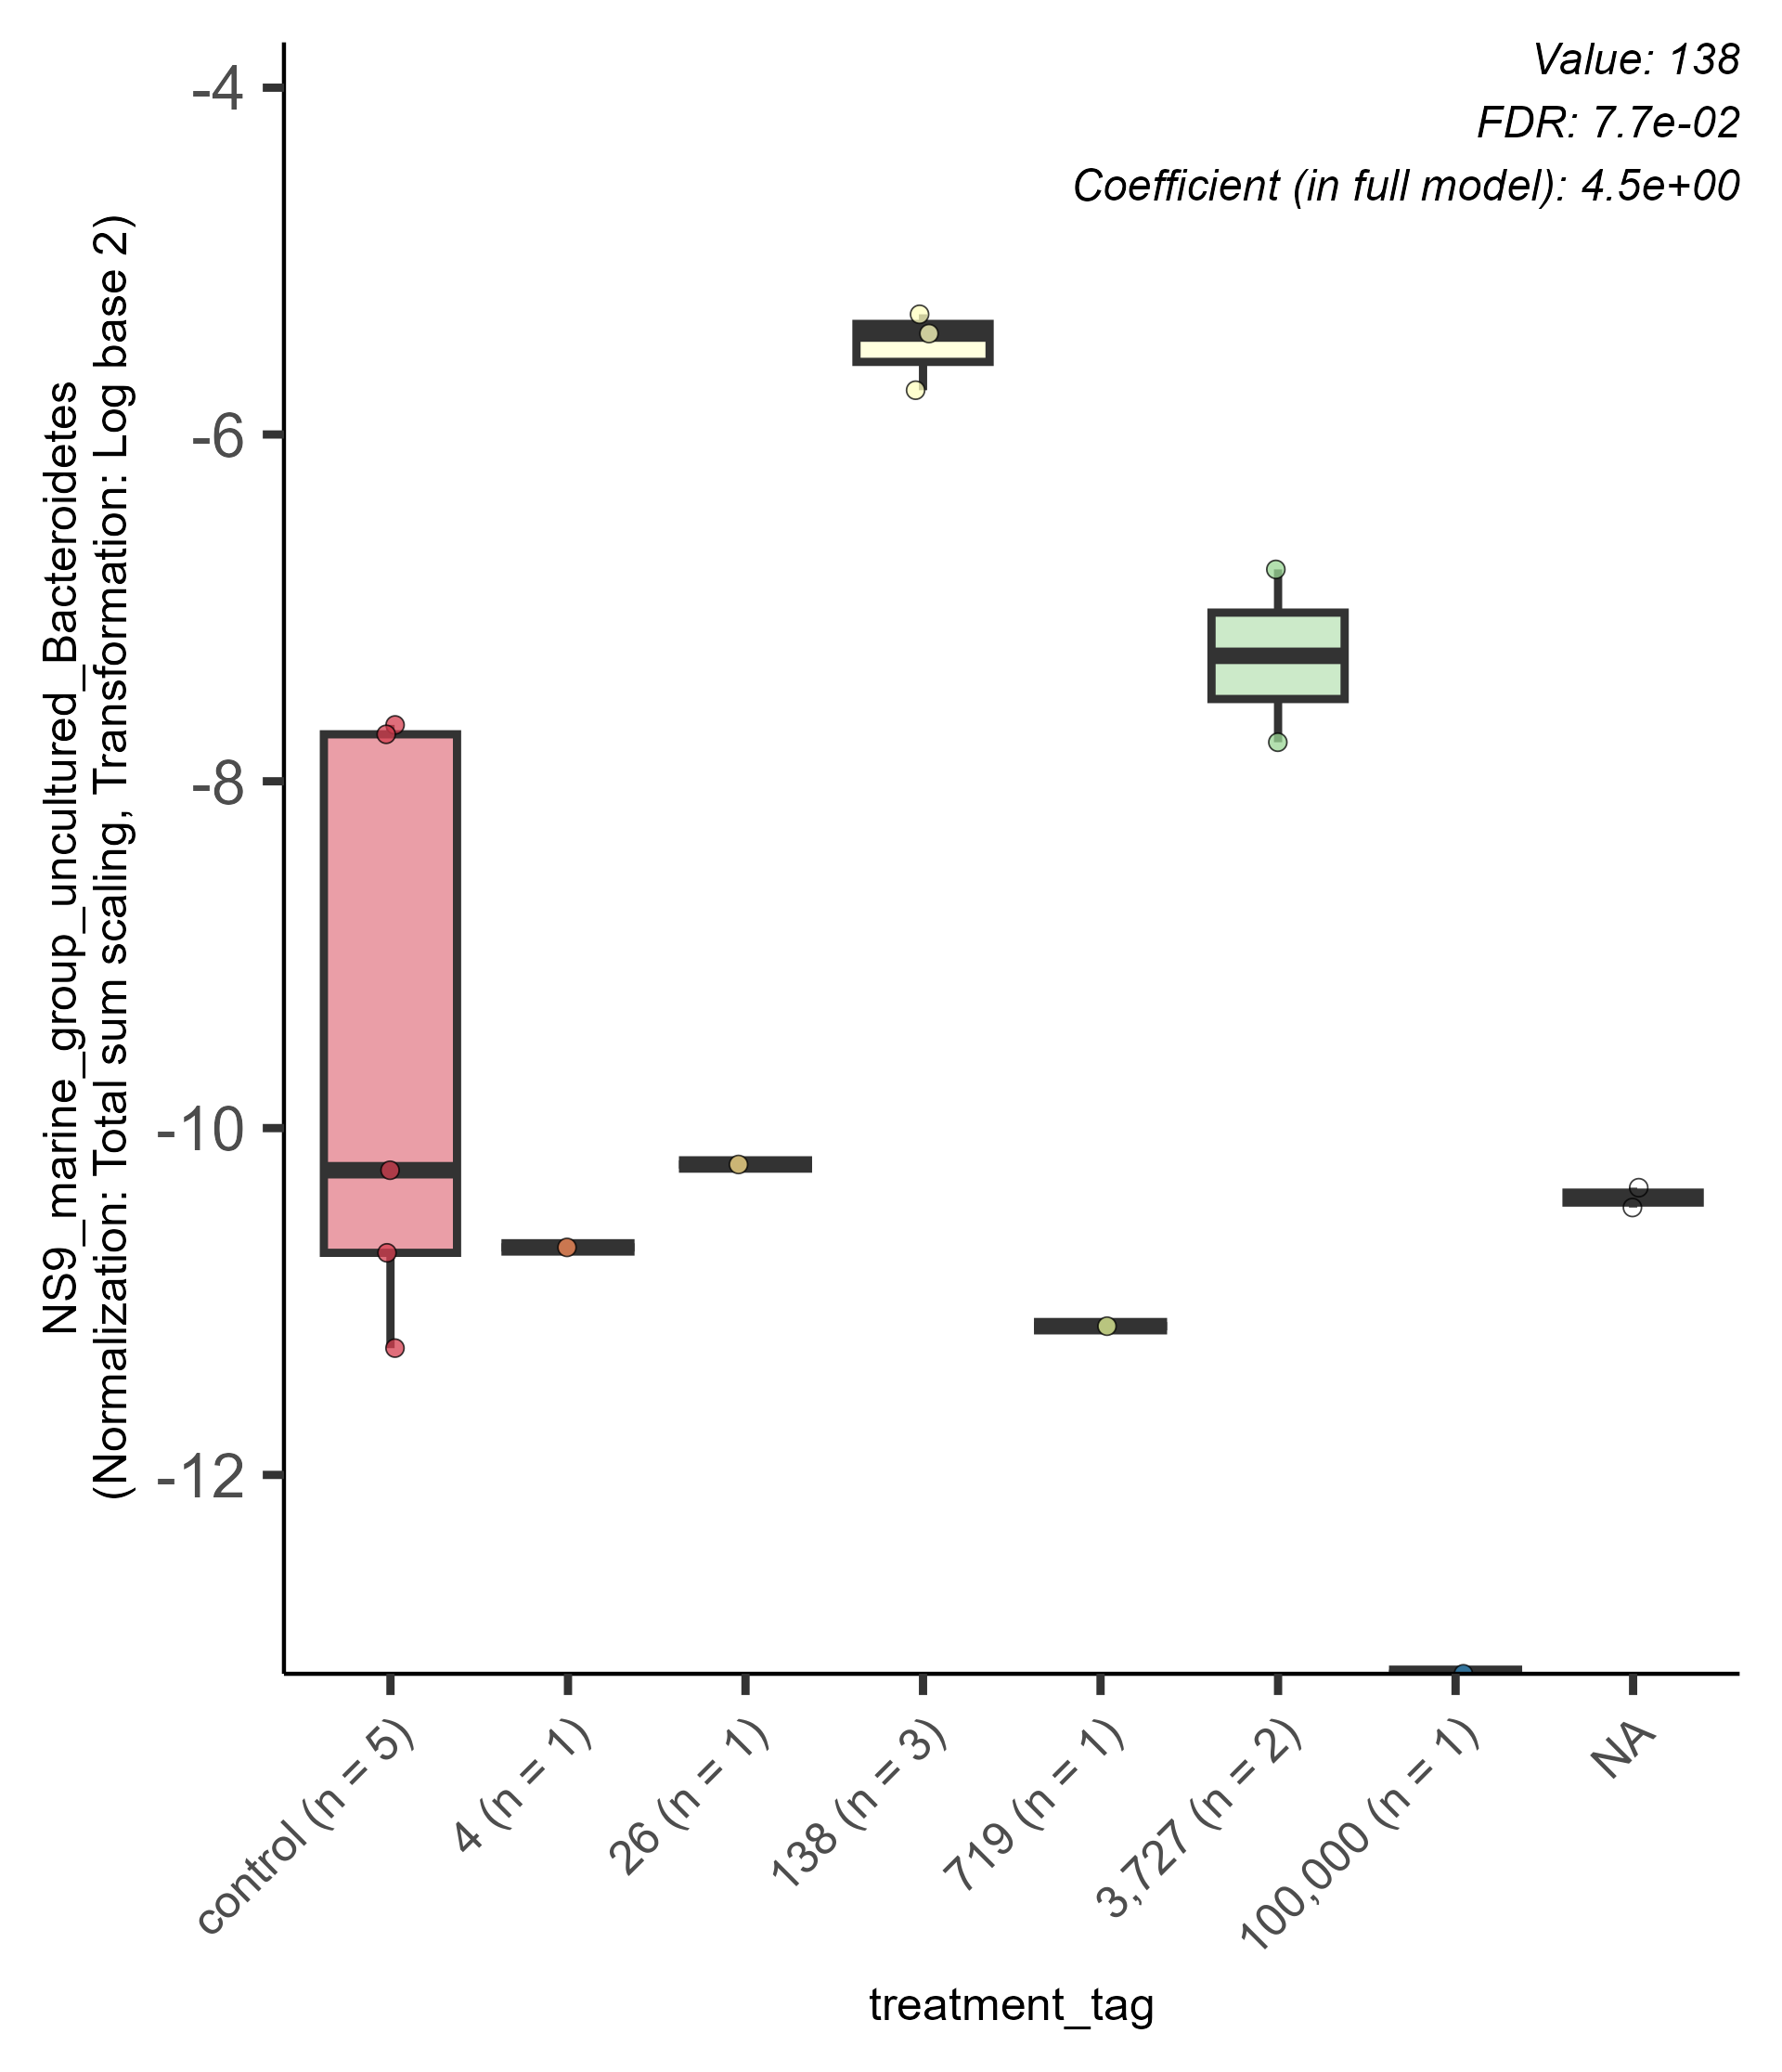 Value: 138
FDR: 7.7e-02
Coefficient (in full model): 4.5e+00
NS9_marine_group_uncultured_Bacteroidetes
(Normalization: Total sum scaling, Transformation: Log base 2)
-4
-6
-8
-10
-12
control (n = 5)
4 (n = 1)
26 (n = 1)
138 (n = 3)
719 (n = 1)
3,727 (n = 2)
100,000 (n = 1)
NA
treatment_tag